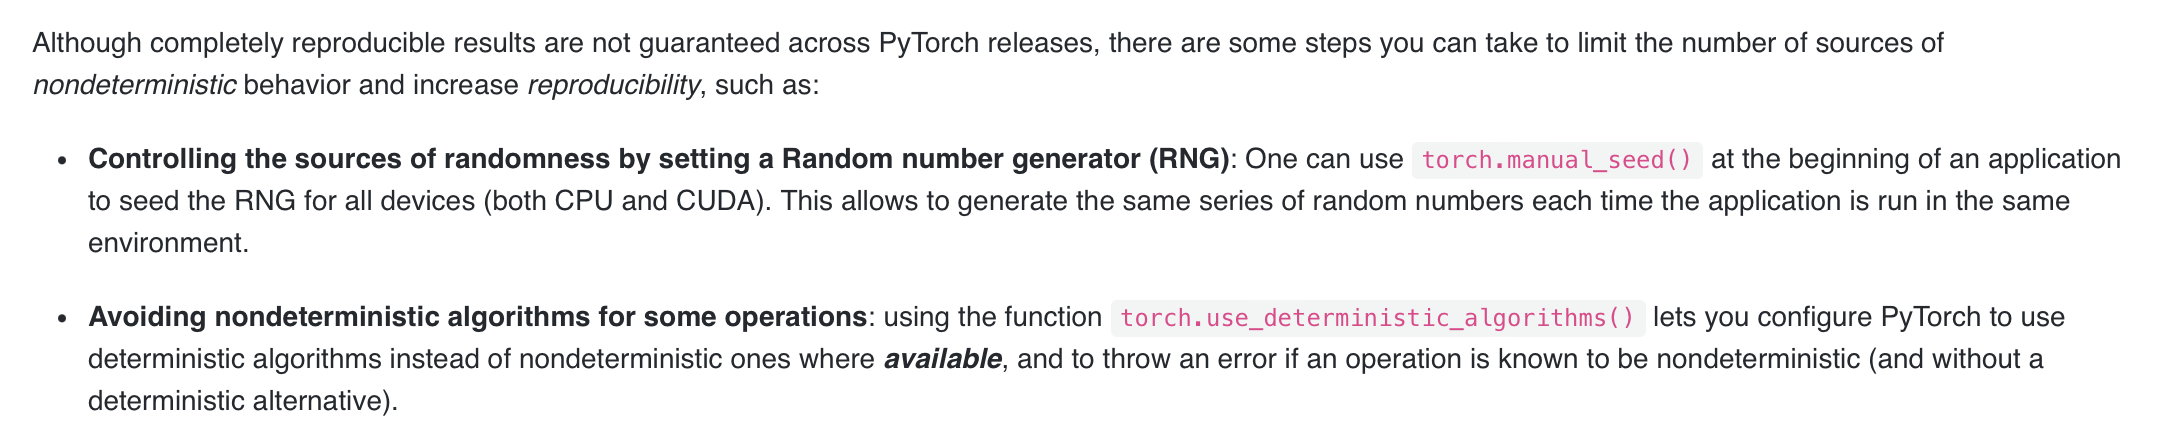 Although completely reproducible results are not guaranteed across PyTorch releases, there are some steps you can take to limit the number of sources of
nondeterministic behavior and increase reproducibility, such as:
• Controlling the sources of randomness by setting a Random number generator (RNG): One can use torch.manual_seed() at the beginning of an application
to seed the RNG for all devices (both CPU and CUDA). This allows to generate the same series of random numbers each time the application is run in the same
environment.
• Avoiding nondeterministic algorithms for some operations: using the function torch.use_deterministic_algorithms() lets you configure PyTorch to use
deterministic algorithms instead of nondeterministic ones where available, and to throw an error if an operation is known to be nondeterministic (and without a
deterministic alternative).